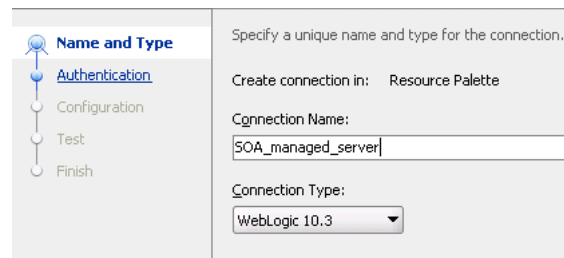 Name and Type
Authentication
Configuration
Test
Finish
Specify a unique name and type for the connection.
Create connection in: Resource Palette
Connection Name:
SOA_managed_server
Connection Type:
WebLogic 10.3